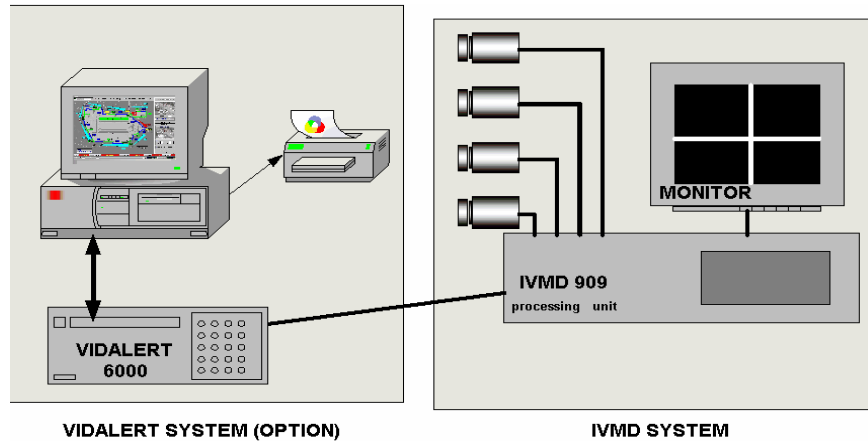 VIDALERT
6000
MONITOR
IVMD 909
processing unit
VIDALERT SYSTEM (OPTION)
IVMD SYSTEM